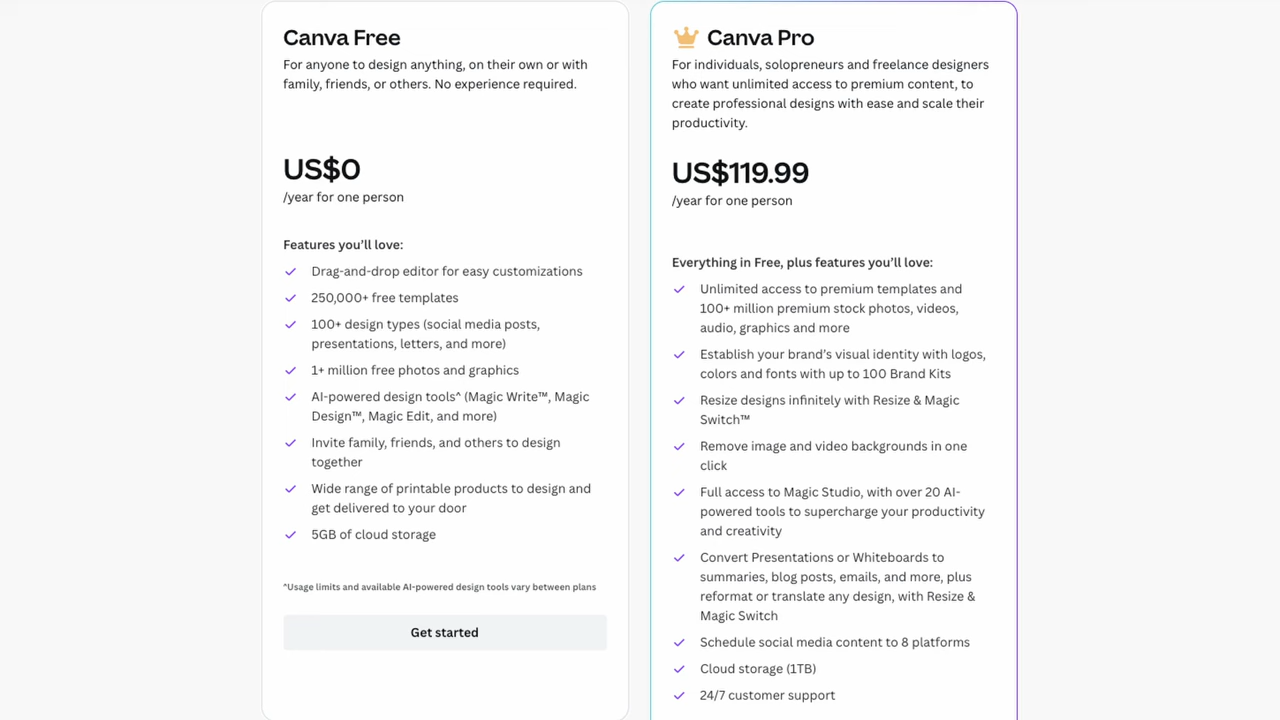 Canva Free
For anyone to design anything, on their own or with
family, friends, or others. No experience required.
US$0
/year for one person
Features you’ll love:
Drag-and-drop editor for easy customizations
250,000+ free templates
100+ design types (social media posts,
presentations, letters, and more)
1+ million free photos and graphics
AI-powered design tools^ (Magic Write™, Magic
Design™, Magic Edit, and more)
Invite family, friends, and others to design
together
Wide range of printable products to design and
get delivered to your door
5GB of cloud storage
^Usage limits and available AI-powered design tools vary between plans
Get started
Canva Pro
For individuals, solopreneurs and freelance designers
who want unlimited access to premium content, to
create professional designs with ease and scale their
productivity.
US$119.99
/year for one person
Everything in Free, plus features you’ll love:
Unlimited access to premium templates and
100+ million premium stock photos, videos,
audio, graphics and more
Establish your brand’s visual identity with logos,
colors and fonts with up to 100 Brand Kits
Resize designs infinitely with Resize & Magic
Switch™
Remove image and video backgrounds in one
click
Full access to Magic Studio, with over 20 AI-
powered tools to supercharge your productivity
and creativity
Convert Presentations or Whiteboards to
summaries, blog posts, emails, and more, plus
reformat or translate any design, with Resize &
Magic Switch
Schedule social media content to 8 platforms
Cloud storage (1TB)
24/7 customer support